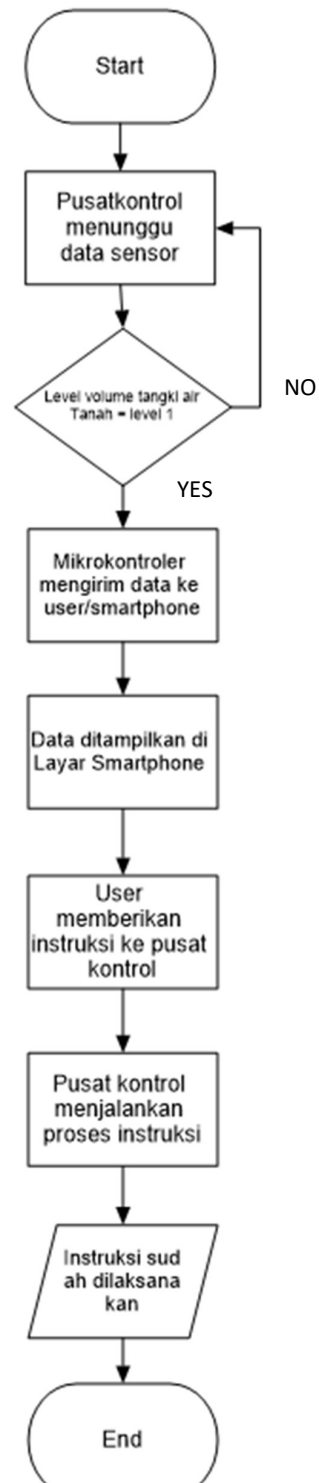 Start
Pusatkontrol
menunggu
data sensor
Level volume tangki air
Tanah = level 1
NO
YES
Mikrokontroler
mengirim data ke
user/smartphone
Data ditampilkan di
Layar Smartphone
User
memberikan
instruksi ke pusat
kontrol
Pusat kontrol
menjalankan
proses instruksi
Instruksi sud
ah dilaksana
kan
End